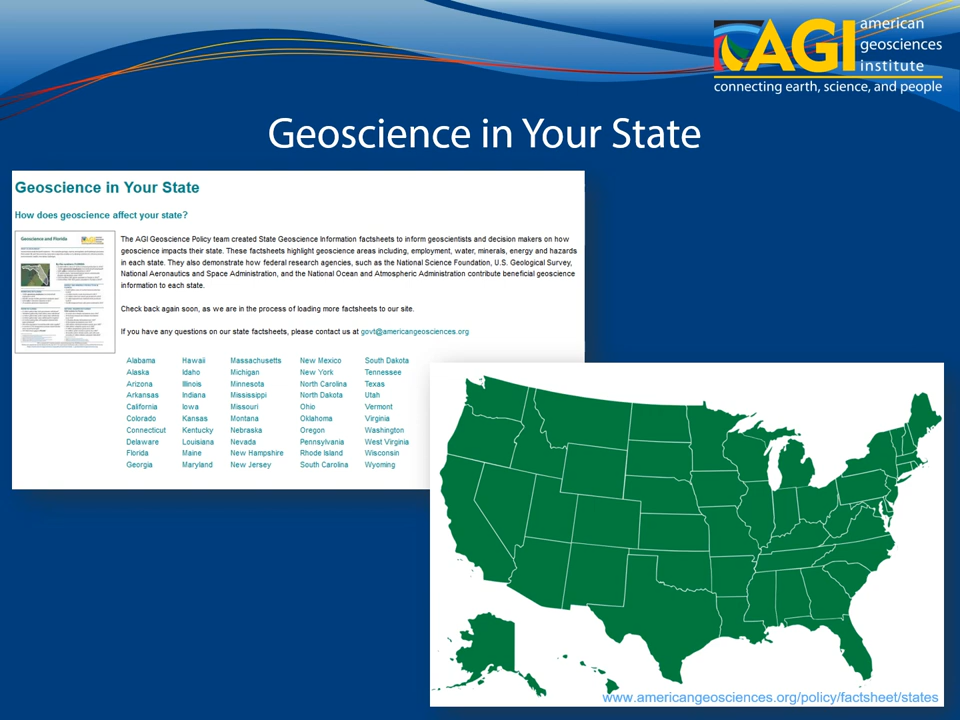 AGI american
geosciences
institute
connecting earth, science, and people
Geoscience in Your State
Geoscience in Your State
How does geoscience affect your state?
Geoscience and Florida
The AGI Geoscience Policy team created State Geoscience Information factsheets to inform geoscientists and decision makers on how
geoscience impacts their state. These factsheets highlight geoscience areas including, employment, water, minerals, energy and hazards
in each state. They also demonstrate how federal research agencies, such as the National Science Foundation, U.S. Geological Survey,
National Aeronautics and Space Administration, and the National Ocean and Atmospheric Administration contribute beneficial geoscience
information to each state.
Check back again soon, as we are in the process of loading more factsheets to our site.
If you have any questions on our state factsheets, please contact us at govt@americangeosciences.org
Alabama Hawaii Massachusetts New Mexico South Dakota
Alaska Idaho Michigan New York Tennessee
Arizona Illinois Minnesota North Carolina Texas
Arkansas Indiana Mississippi North Dakota Utah
California Iowa Missouri Ohio Vermont
Colorado Kansas Montana Oklahoma Virginia
Connecticut Kentucky Nebraska Oregon Washington
Delaware Louisiana Nevada Pennsylvania West Virginia
Florida Maine New Hampshire Rhode Island Wisconsin
Georgia Maryland New Jersey South Carolina Wyoming
www.americangeosciences.org/policy/factsheet/states